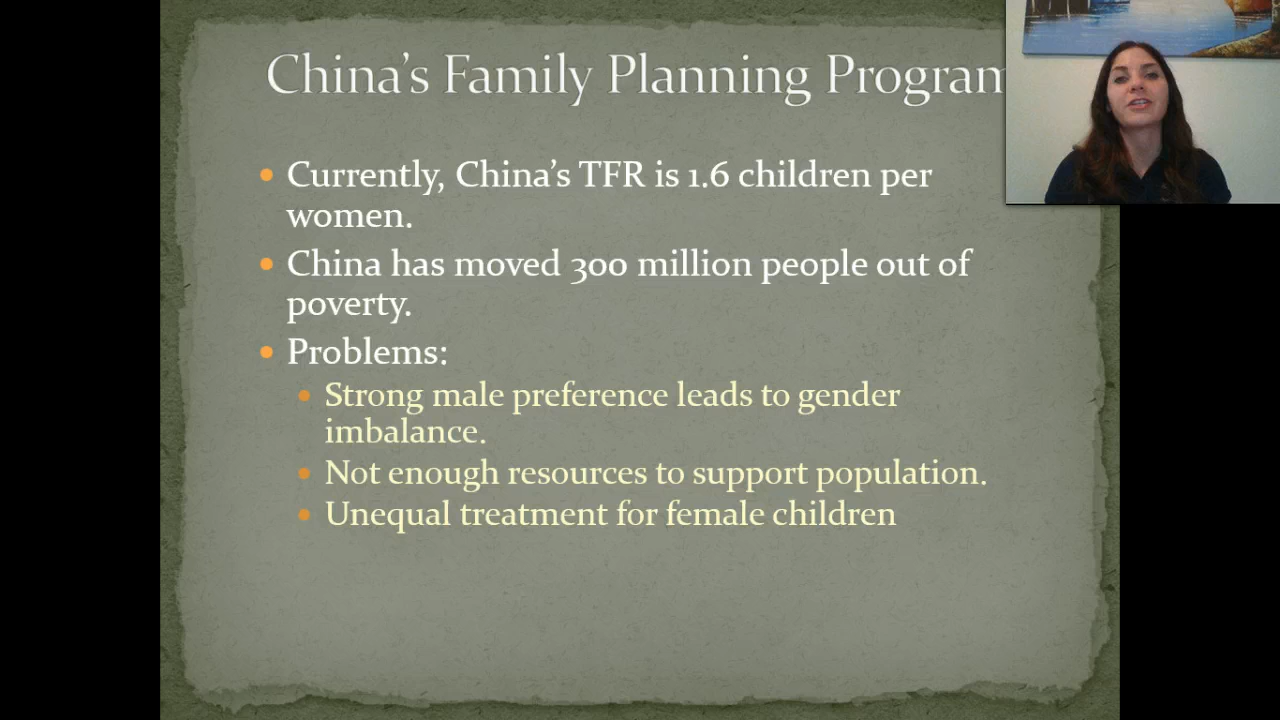 China's Family Planning Program
Currently, China's TFR is 1.6 children per
women.
China has moved 300 million people out of
poverty.
Problems:
Strong male preference leads to gender
imbalance.
Not enough resources to support population.
Unequal treatment for female children